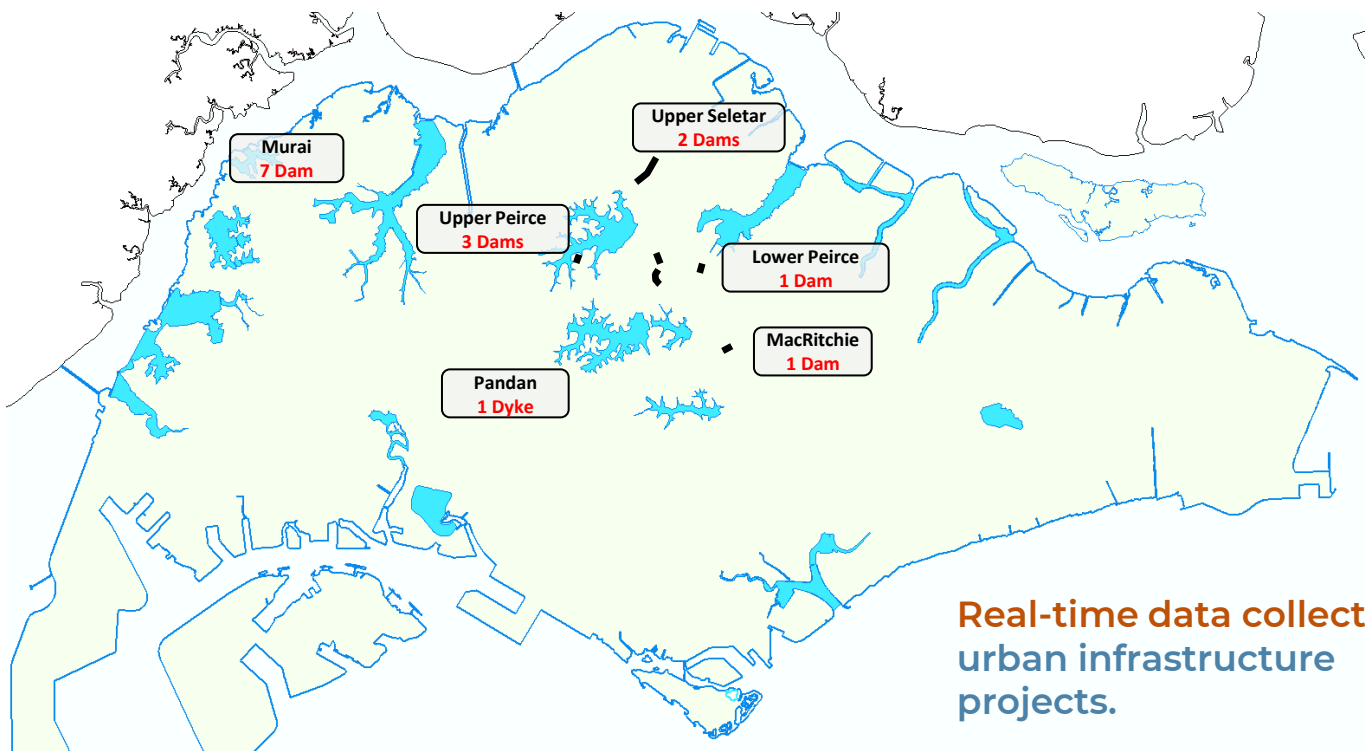 Upper Seletar
2 Dams
Murai
7 Dam
Upper Peirce
3 Dams
Lower Peirce
1 Dam
MacRitchie
1 Dam
Pandan
1 Dyke
Real-time data collect
urban infrastructure
projects.